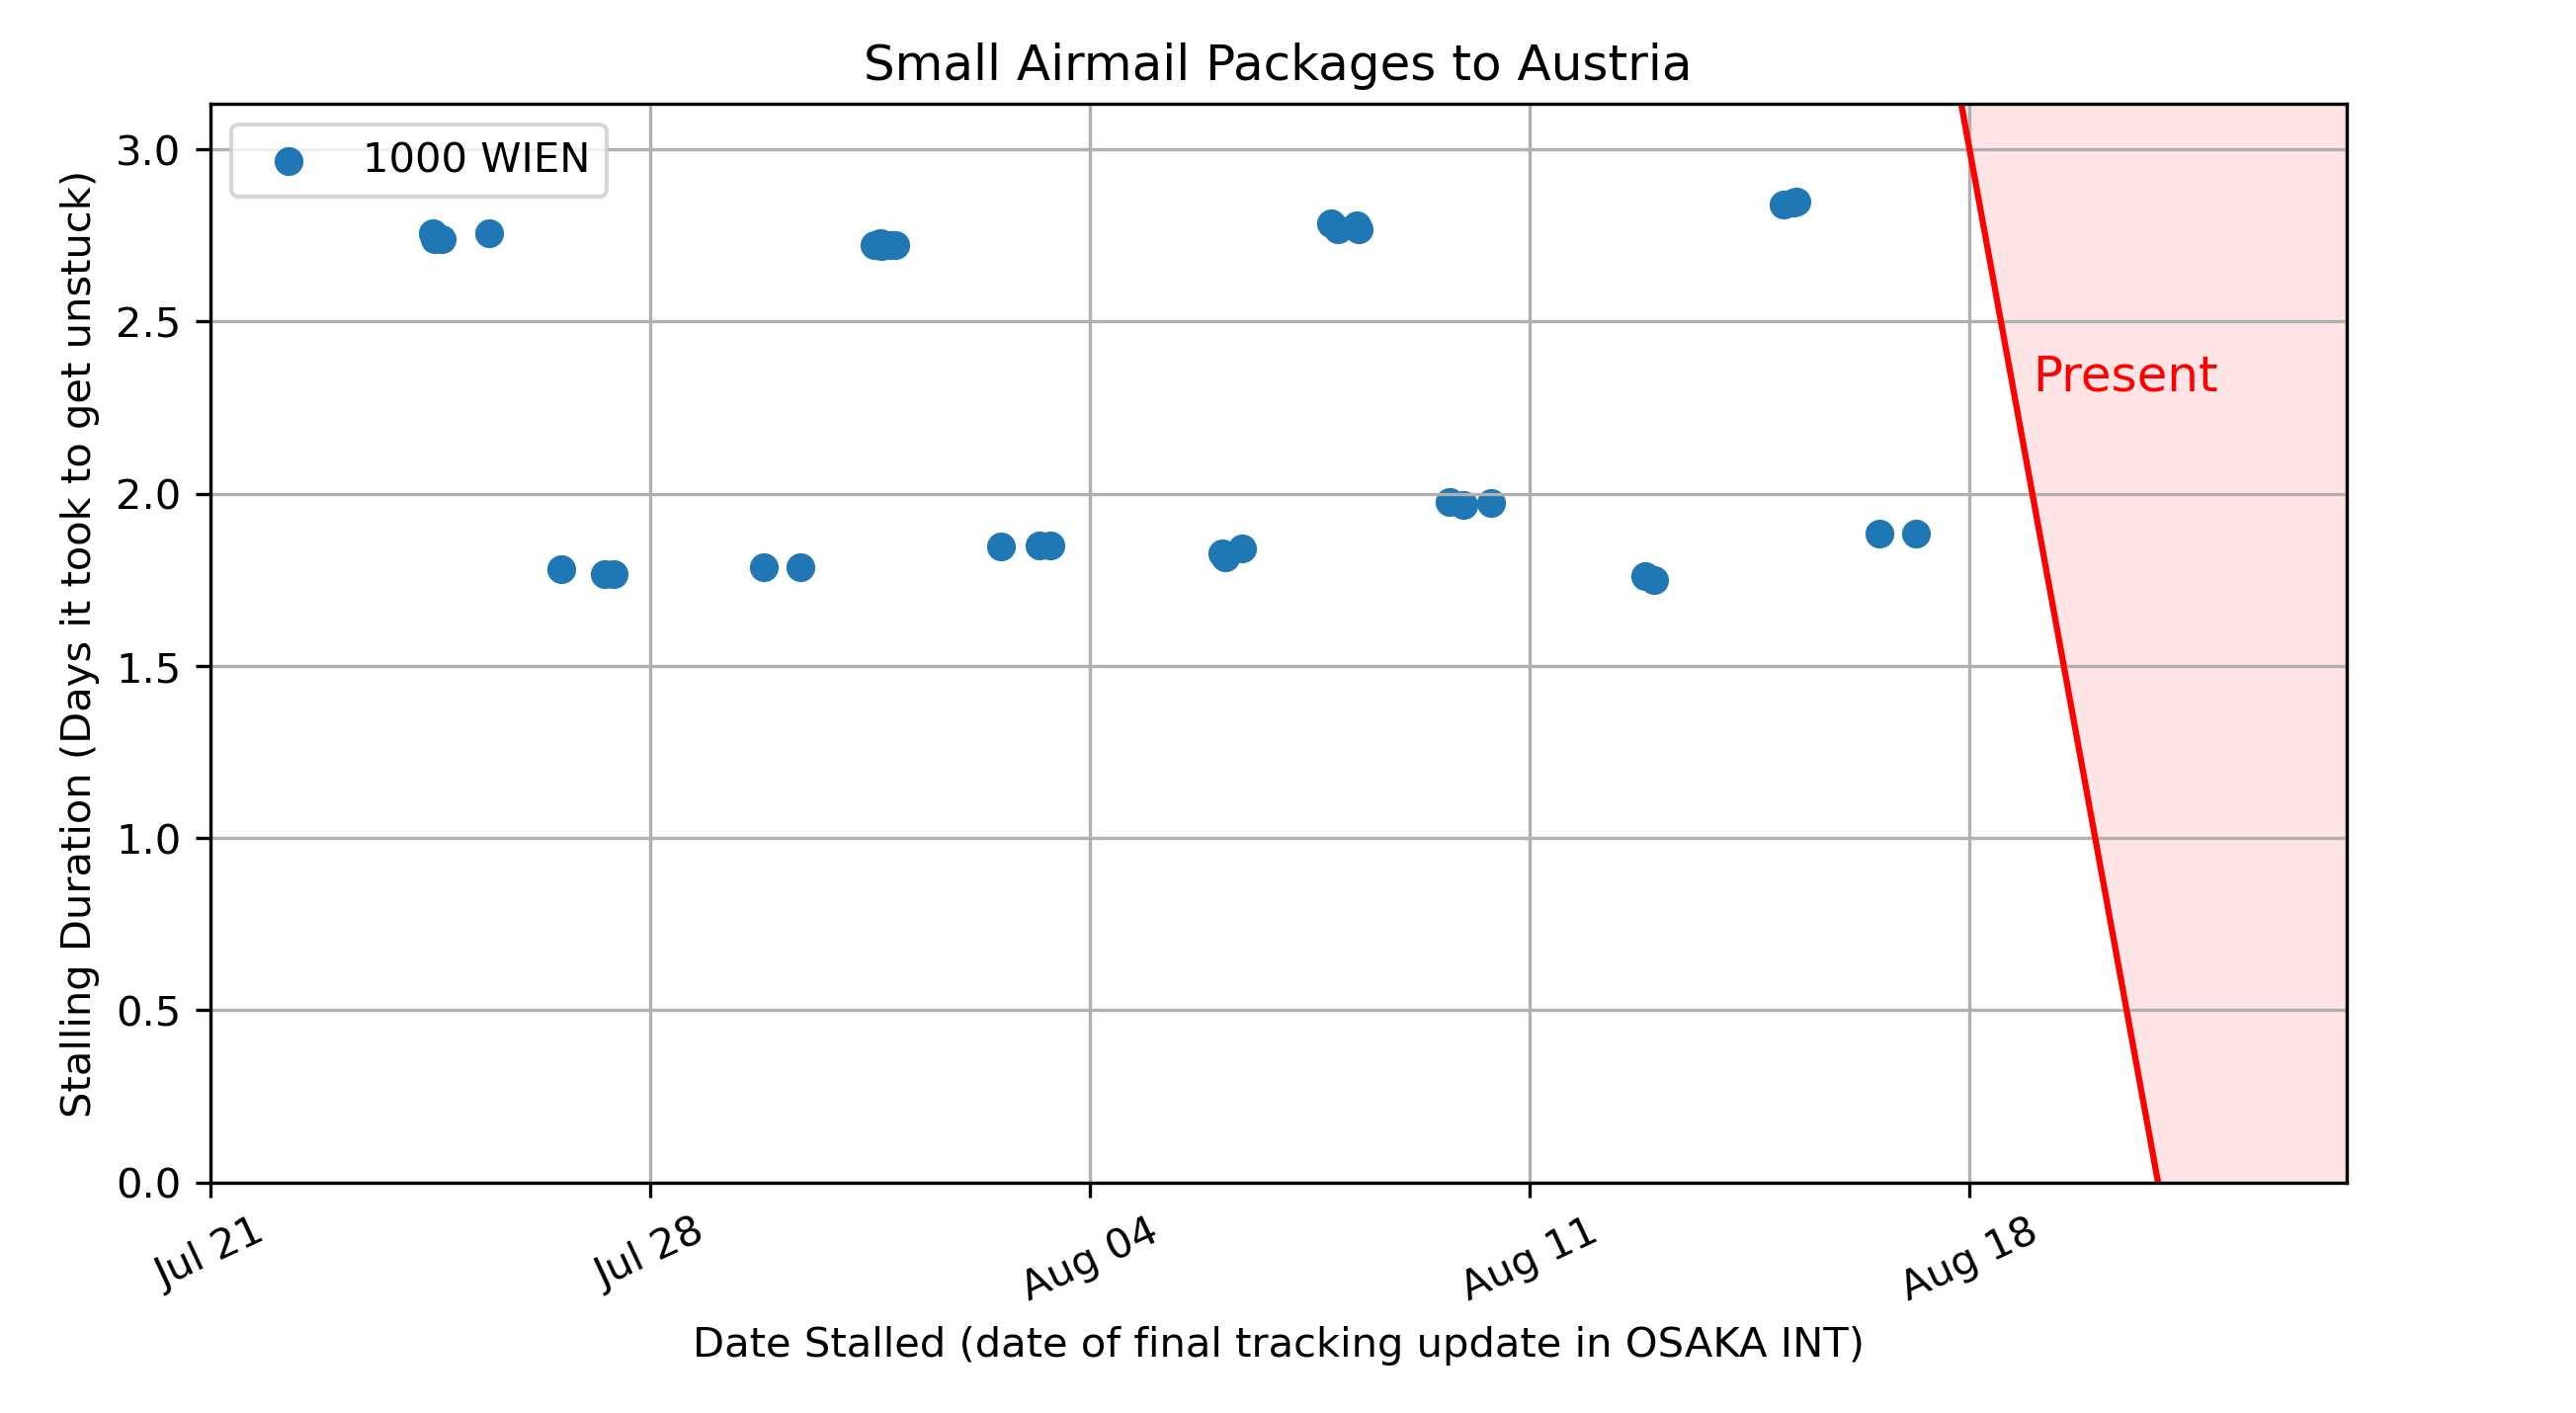 Small Airmail Packages to Austria
1000 WIEN
Present
Stalling Duration (Days it took to get unstuck)
3.0
2.5
2.0
1.5
1.0
0.5
0.0
Jul 21
Jul 28
Aug 04
Aug 11
Aug 18
Date Stalled (date of final tracking update in OSAKA INT)